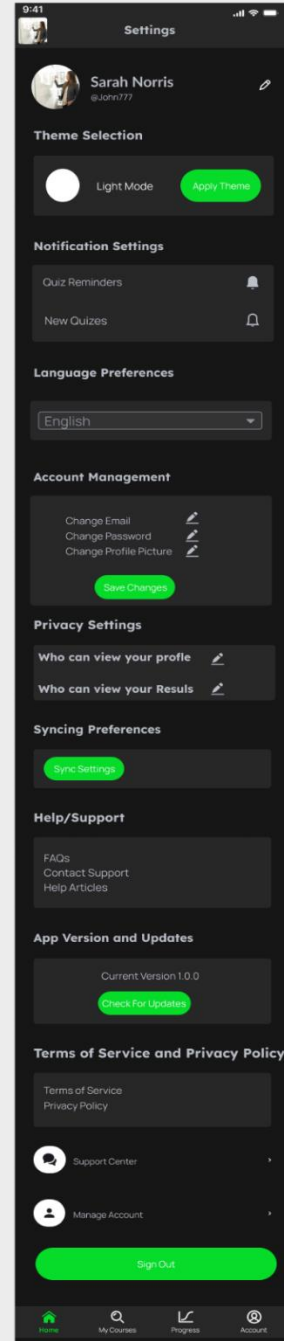 9:41
Settings
Sarah Norris
@John777
Theme Selection
Light Mode
Apply Theme
Notification Settings
Quiz Reminders
New Quizes
Language Preferences
English
Account Management
Change Email
Change Password
Change Profile Picture
Save Changes
Privacy Settings
Who can view your profle
Who can view your Resuls
Syncing Preferences
Sync Settings
Help/Support
FAQs
Contact Support
Help Articles
App Version and Updates
Current Version 1.0.0
Check For Updates
Terms of Service and Privacy Policy
Terms of Service
Privacy Policy
Support Center
Manage Account
Sign Out
Home My Courses Progress Account